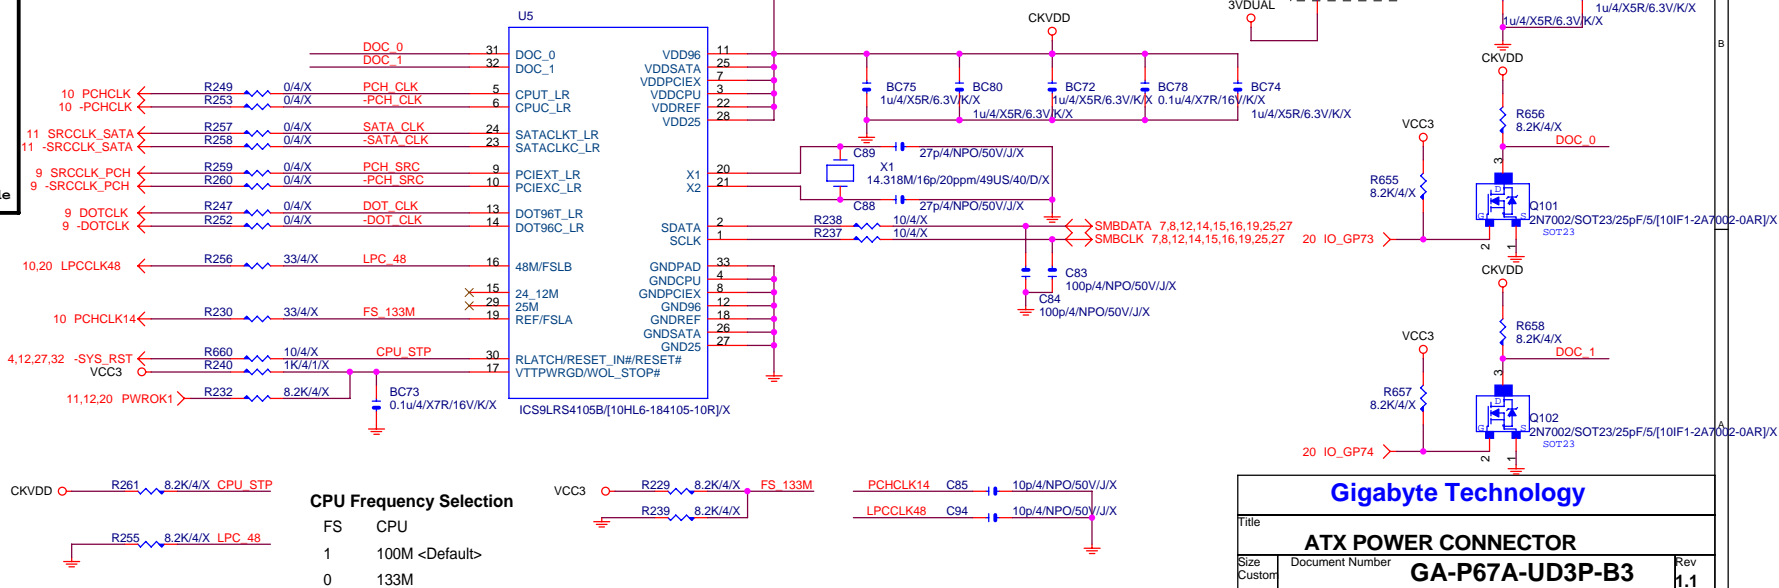 3VDUAL
1u/4/X5R/6.3V/K/X
1u/4/X5R/6.3V/K/X
B
U5
CKVDD
CKVDD
DOC_0 31 DOC_0 VDD96 11
DOC_1 32 DOC_1 VDDSATA 25
VDDPCIEX 7
10 PCHCLK R249 0/4/X PCH_CLK 5 CPUT_LR VDDCPU 3
10 -PCHCLK R253 0/4/X -PCH_CLK 6 CPUC_LR VDDREF 22
VDD25 28
BC75
1u/4/X5R/6.3V/K/X
BC80
1u/4/X5R/6.3V/K/X
BC72
1u/4/X5R/6.3V/K/X
BC78
0.1u/4/X7R/16V/K/X
BC74
1u/4/X5R/6.3V/K/X
11 SRCCLK_SATA R257 0/4/X SATA_CLK 24 SATACLKT_LR
11 -SRCCLK_SATA R258 0/4/X -SATA_CLK 23 SATACLKC_LR
9 SRCCLK_PCH R259 0/4/X PCH_SRC 9 PCIEXT_LR X1 20
9 -SRCCLK_PCH R260 0/4/X -PCH_SRC 10 PCIEXC_LR X2 21
C89 27p/4/NPO/50V/J/X
X1
14.318M/16p/20ppm/49US/40/D/X
C88 27p/4/NPO/50V/J/X
9 DOTCLK R247 0/4/X DOT_CLK 13 DOT96T_LR
9 -DOTCLK R252 0/4/X -DOT_CLK 14 DOT96C_LR
SDATA 2 R238 10/4/X SMBDATA 7,8,12,14,15,16,19,25,27
SCLK 1 R237 10/4/X SMBCLK 7,8,12,14,15,16,19,25,27
C83
100p/4/NPO/50V/J/X
C84
100p/4/NPO/50V/J/X
10,20 LPCCLK48 R256 33/4/X LPC_48 16 48M/FSLB GNDPAD 33
GNDCPU 4
15 24_12M GNDPCIEX 8
29 25M GND96 12
10 PCHCLK14 R230 33/4/X FS_133M 19 REF/FSLA GNDREF 18
GNDSATA 26
GND25 27
4,12,27,32 -SYS_RST R660 10/4/X CPU_STP 30 RLATCH/RESET_IN#/RESET#
VCC3 R240 1K/4/1/X 17 VTTPWRGD/WOL_STOP#
11,12,20 PWROK1 R232 8.2K/4/X
BC73
0.1u/4/X7R/16V/K/X
ICS9LRS4105B/[10HL6-184105-10R]/X
VCC3
R656
8.2K/4/X
DOC_0
3
R655
8.2K/4/X
D
G S
Q101
2N7002/SOT23/25pF/5/[10IF1-2A7002-0AR]/X
SOT23
20 IO_GP73
2 1
CKVDD
VCC3
R658
8.2K/4/X
DOC_1
3
R657
8.2K/4/X
D
G S
Q102
2N7002/SOT23/25pF/5/[10IF1-2A7002-0AR]/X
SOT23
A
20 IO_GP74
2 1
CKVDD R261 8.2K/4/X CPU_STP
R255 8.2K/4/X LPC_48
CPU Frequency Selection
FS CPU
1 100M <Default>
0 133M
VCC3 R229 8.2K/4/X FS_133M
R239 8.2K/4/X
PCHCLK14 C85 10p/4/NPO/50V/J/X
LPCCLK48 C94 10p/4/NPO/50V/J/X
Gigabyte Technology
Title
ATX POWER CONNECTOR
Size
Custom
Document Number
GA-P67A-UD3P-B3
Rev
1.1